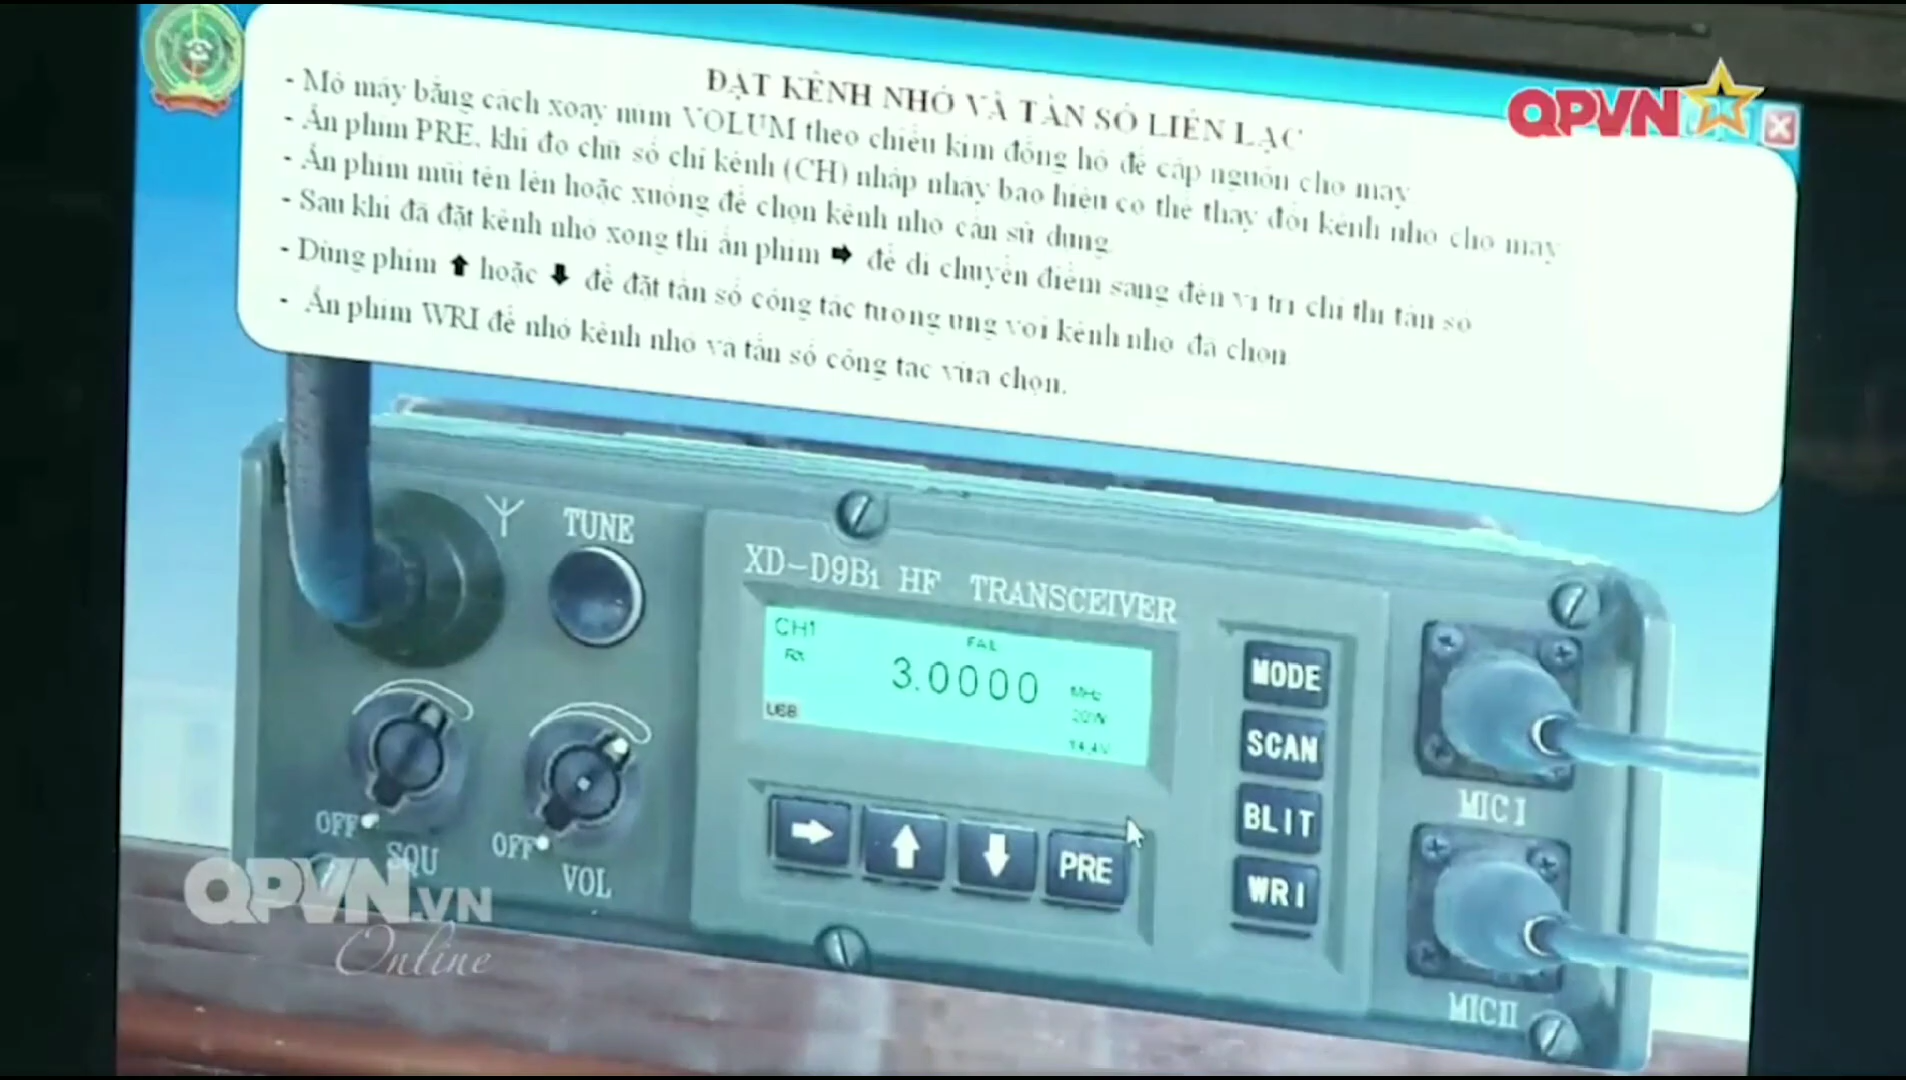 QPVN
ĐẶT KÊNH NHỚ VÀ TẦN SỐ LIÊN LẠC
- Mở máy bằng cách xoay núm VOLUM theo chiều kim đồng hồ để cấp nguồn cho máy
- Ấn phím PRE, khi đó chữ số chỉ kênh (CH) nhấp nháy báo hiệu có thể thay đổi kênh nhớ cho máy
- Ấn phím mũi tên lên hoặc xuống để chọn kênh nhớ cần sử dụng.
- Sau khi đã đặt kênh nhớ xong thì ấn phím ➡ để di chuyển điểm sáng đến vị trí chỉ thị tần số
- Dùng phím ⬆ hoặc ⬇ để đặt tần số công tác tương ứng với kênh nhớ đã chọn
- Ấn phím WRI để nhớ kênh nhớ và tần số công tác vừa chọn.
TUNE
XD-D9B1 HF TRANSCEIVER
CH1
RX
3.0000
MHz
20W
USB
14.4V
MODE
SCAN
BLIT
WRI
PRE
OFF
SQU
OFF
VOL
MIC I
MIC II
QPVN.VN
Online